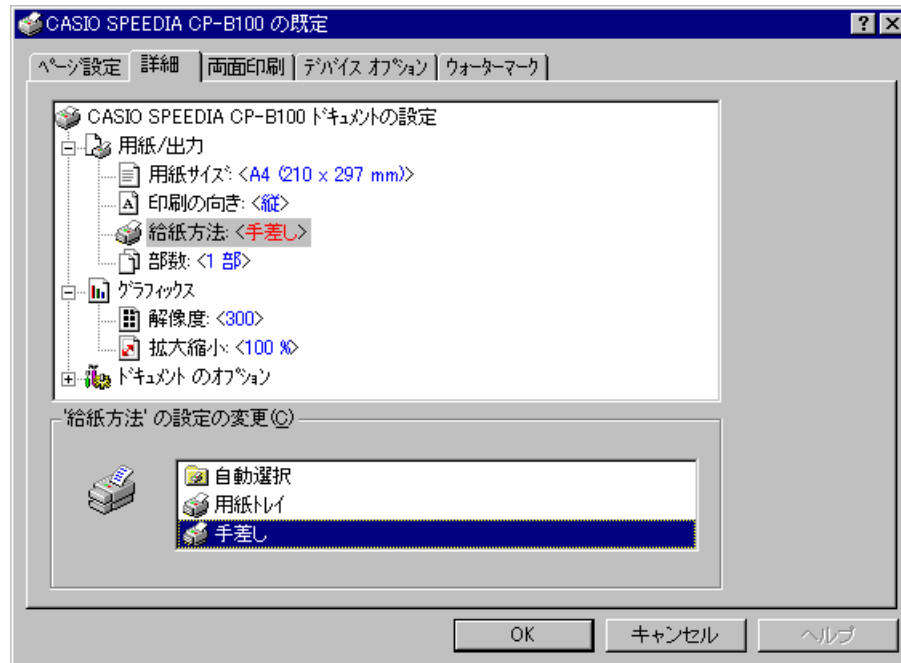 CASIO SPEEDIA CP-B100 の既定
ﾍﾟｰｼﾞ設定 詳細 両面印刷 ﾃﾞﾊﾞｲｽ ｵﾌﾟｼｮﾝ ｳｫｰﾀｰﾏｰｸ
CASIO SPEEDIA CP-B100 ﾄﾞｷｭﾒﾝﾄの設定
用紙/出力
用紙ｻｲｽﾞ: <A4 (210 x 297 mm)>
印刷の向き: <縦>
給紙方法: <手差し>
部数: <1 部>
ｸﾞﾗﾌｨｯｸｽ
解像度: <300>
拡大縮小: <100 %>
ﾄﾞｷｭﾒﾝﾄ のｵﾌﾟｼｮﾝ
'給紙方法' の設定の変更(C)
自動選択
用紙ﾄﾚｲ
手差し
OK キャンセル ヘルプ